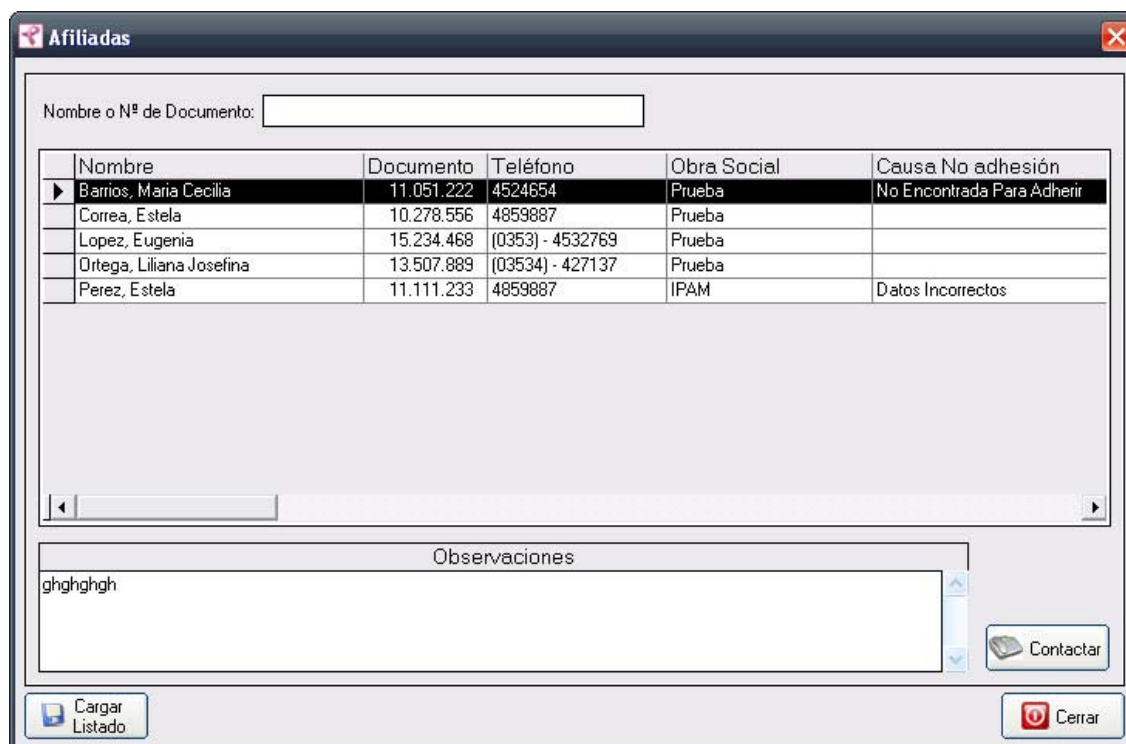 Afiliadas
Nombre o Nº de Documento:
Nombre Documento Teléfono Obra Social Causa No adhesión
Barrios, Maria Cecilia 11.051.222 4524654 Prueba No Encontrada Para Adherir
Correa, Estela 10.278.556 4859887 Prueba
Lopez, Eugenia 15.234.468 (0353) - 4532769 Prueba
Ortega, Liliana Josefina 13.507.889 (03534) - 427137 Prueba
Perez, Estela 11.111.233 4859887 IPAM Datos Incorrectos
Observaciones
ghghghgh
Contactar
Cargar
Listado
Cerrar